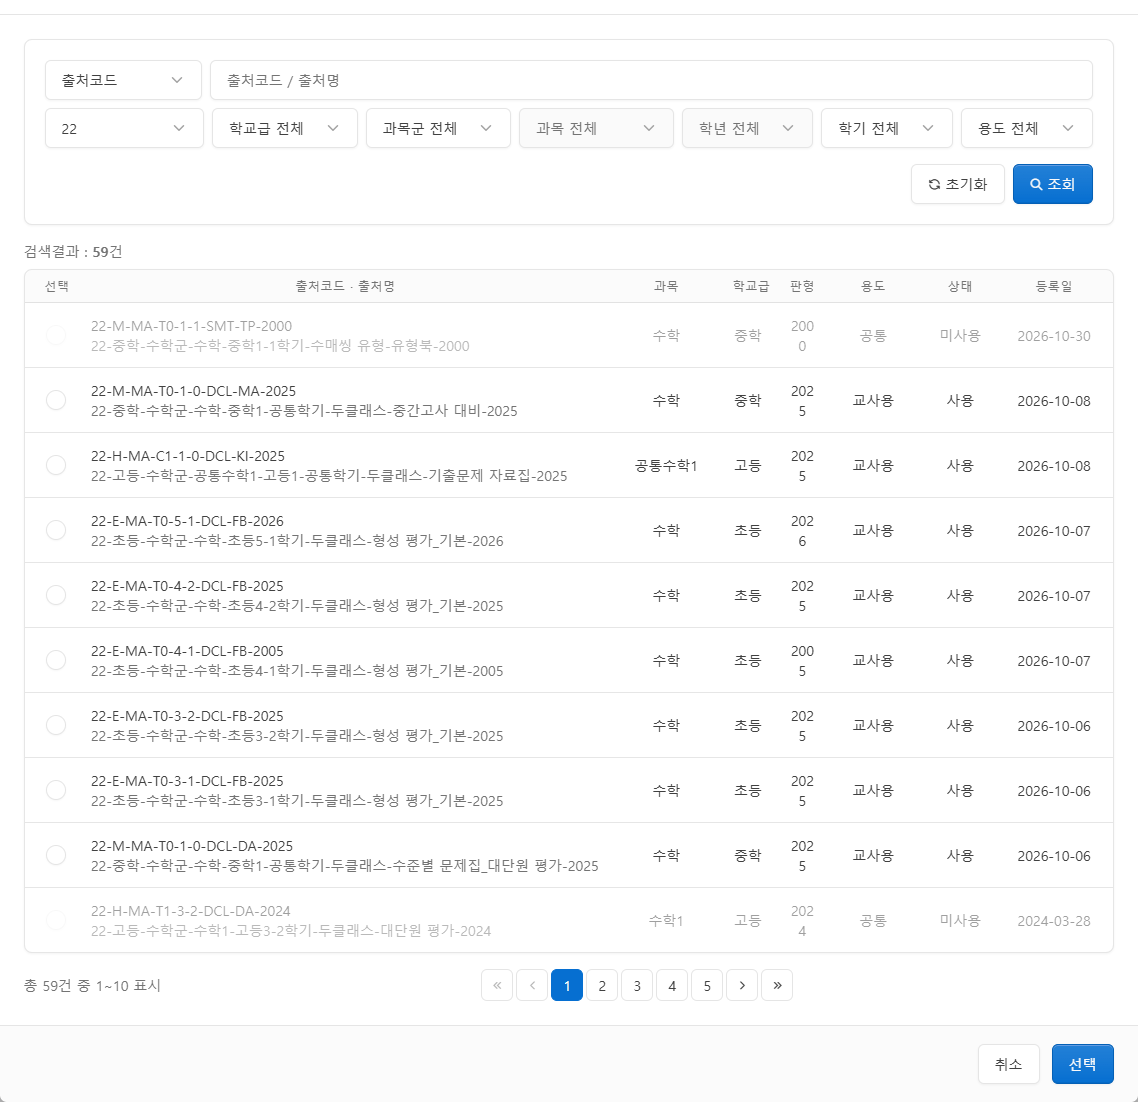 출처코드 출처코드 / 출처명
22 학교급 전체 과목군 전체 과목 전체 학년 전체 학기 전체 용도 전체
초기화 조회
검색결과 : 59건
선택 출처코드 · 출처명 과목 학교급 판형 용도 상태 등록일
22-M-MA-T0-1-1-SMT-TP-2000
22-중학-수학군-수학-중학1-1학기-수매씽 유형-유형북-2000
수학 중학 2000 공통 미사용 2026-10-30
22-M-MA-T0-1-0-DCL-MA-2025
22-중학-수학군-수학-중학1-공통학기-두클래스-중간고사 대비-2025
수학 중학 2025 교사용 사용 2026-10-08
22-H-MA-C1-1-0-DCL-KI-2025
22-고등-수학군-공통수학1-고등1-공통학기-두클래스-기출문제 자료집-2025
공통수학1 고등 2025 교사용 사용 2026-10-08
22-E-MA-T0-5-1-DCL-FB-2026
22-초등-수학군-수학-초등5-1학기-두클래스-형성 평가_기본-2026
수학 초등 2026 교사용 사용 2026-10-07
22-E-MA-T0-4-2-DCL-FB-2025
22-초등-수학군-수학-초등4-2학기-두클래스-형성 평가_기본-2025
수학 초등 2025 교사용 사용 2026-10-07
22-E-MA-T0-4-1-DCL-FB-2005
22-초등-수학군-수학-초등4-1학기-두클래스-형성 평가_기본-2005
수학 초등 2005 교사용 사용 2026-10-07
22-E-MA-T0-3-2-DCL-FB-2025
22-초등-수학군-수학-초등3-2학기-두클래스-형성 평가_기본-2025
수학 초등 2025 교사용 사용 2026-10-06
22-E-MA-T0-3-1-DCL-FB-2025
22-초등-수학군-수학-초등3-1학기-두클래스-형성 평가_기본-2025
수학 초등 2025 교사용 사용 2026-10-06
22-M-MA-T0-1-0-DCL-DA-2025
22-중학-수학군-수학-중학1-공통학기-두클래스-수준별 문제집_대단원 평가-2025
수학 중학 2025 교사용 사용 2026-10-06
22-H-MA-T1-3-2-DCL-DA-2024
22-고등-수학군-수학1-고등3-2학기-두클래스-대단원 평가-2024
수학1 고등 2024 공통 미사용 2024-03-28
총 59건 중 1~10 표시 « ‹ 1 2 3 4 5 › »
취소 선택